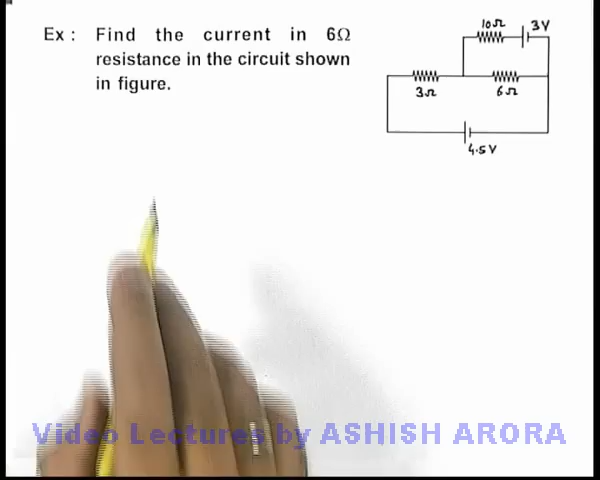 Ex : Find the current in 6Ω
resistance in the circuit shown
in figure.
10Ω
3V
3Ω
6Ω
4.5V
Video Lectures by ASHISH ARORA